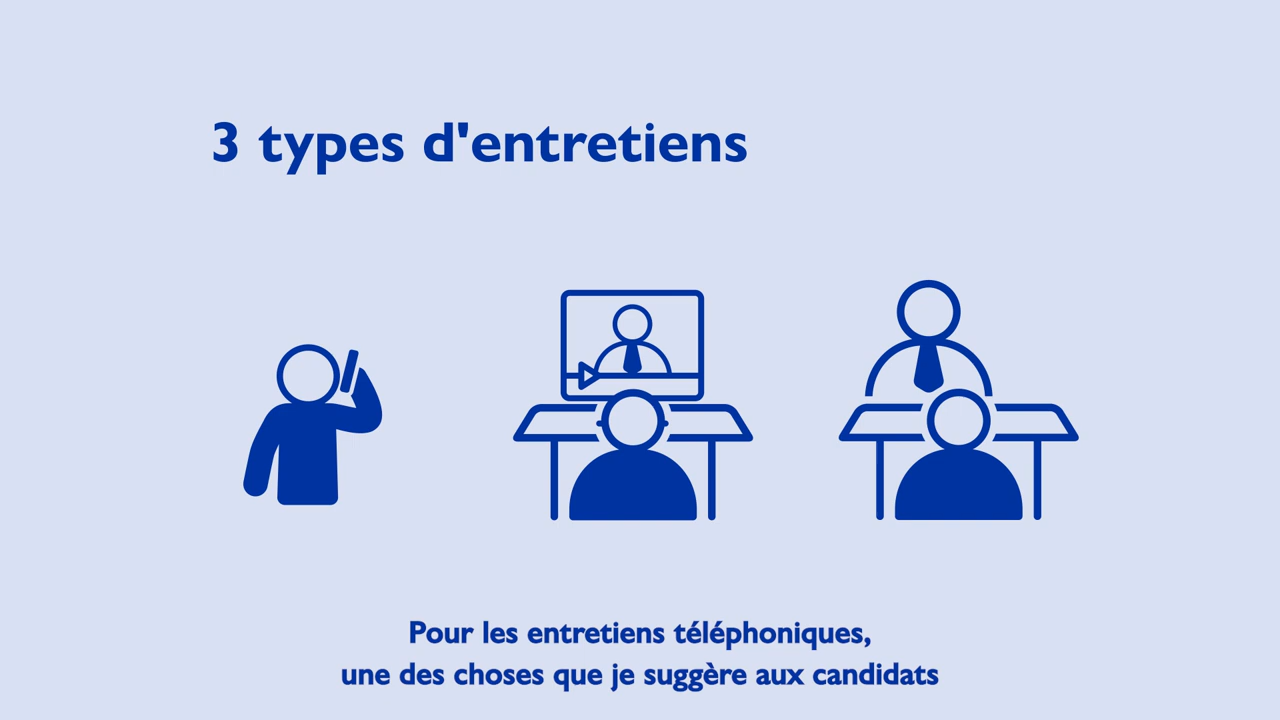 3 types d'entretiens
Pour les entretiens téléphoniques,
une des choses que je suggère aux candidats